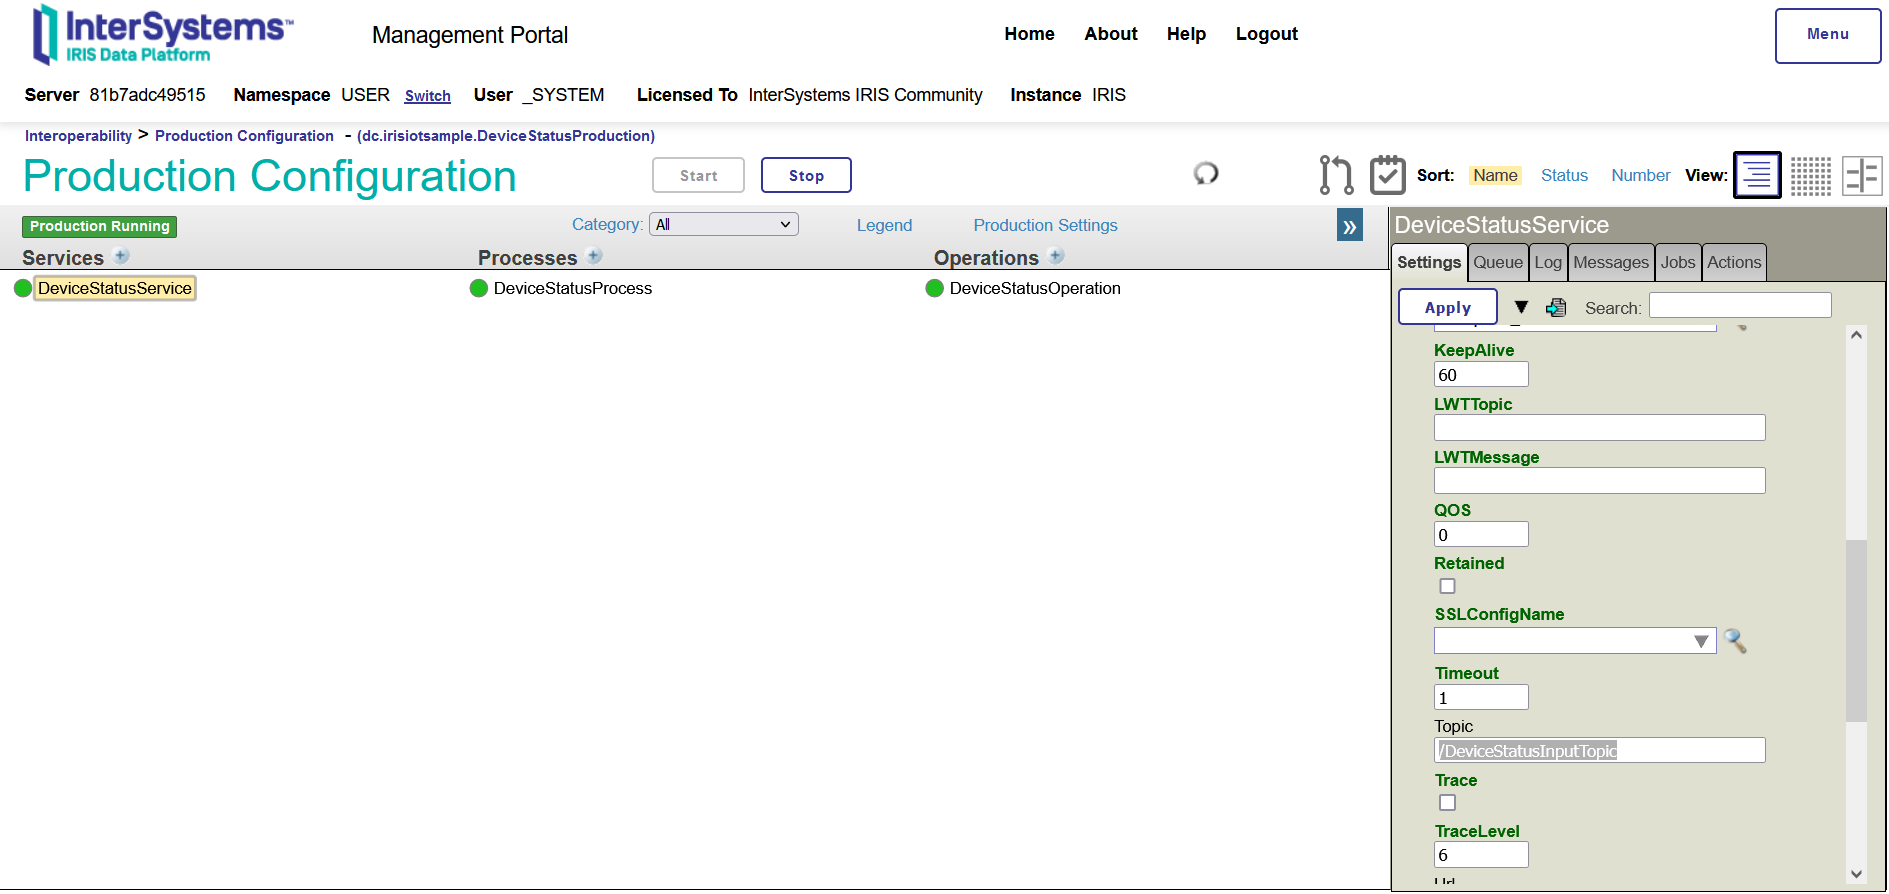 InterSystems™
IRIS Data Platform
Management Portal
Home About Help Logout
Menu
Server 81b7adc49515 Namespace USER Switch User _SYSTEM Licensed To InterSystems IRIS Community Instance IRIS
Interoperability > Production Configuration - (dc.irisiotsample.DeviceStatusProduction)
Production Configuration
Start Stop
Sort: Name Status Number View:
Production Running
Category: All
Legend Production Settings
»
Services Processes Operations
DeviceStatusService DeviceStatusProcess DeviceStatusOperation
DeviceStatusService
Settings Queue Log Messages Jobs Actions
Apply
Search:
KeepAlive
60
LWTTopic
LWTMessage
QOS
0
Retained
SSLConfigName
Timeout
1
Topic
/DeviceStatusInputTopic
Trace
TraceLevel
6